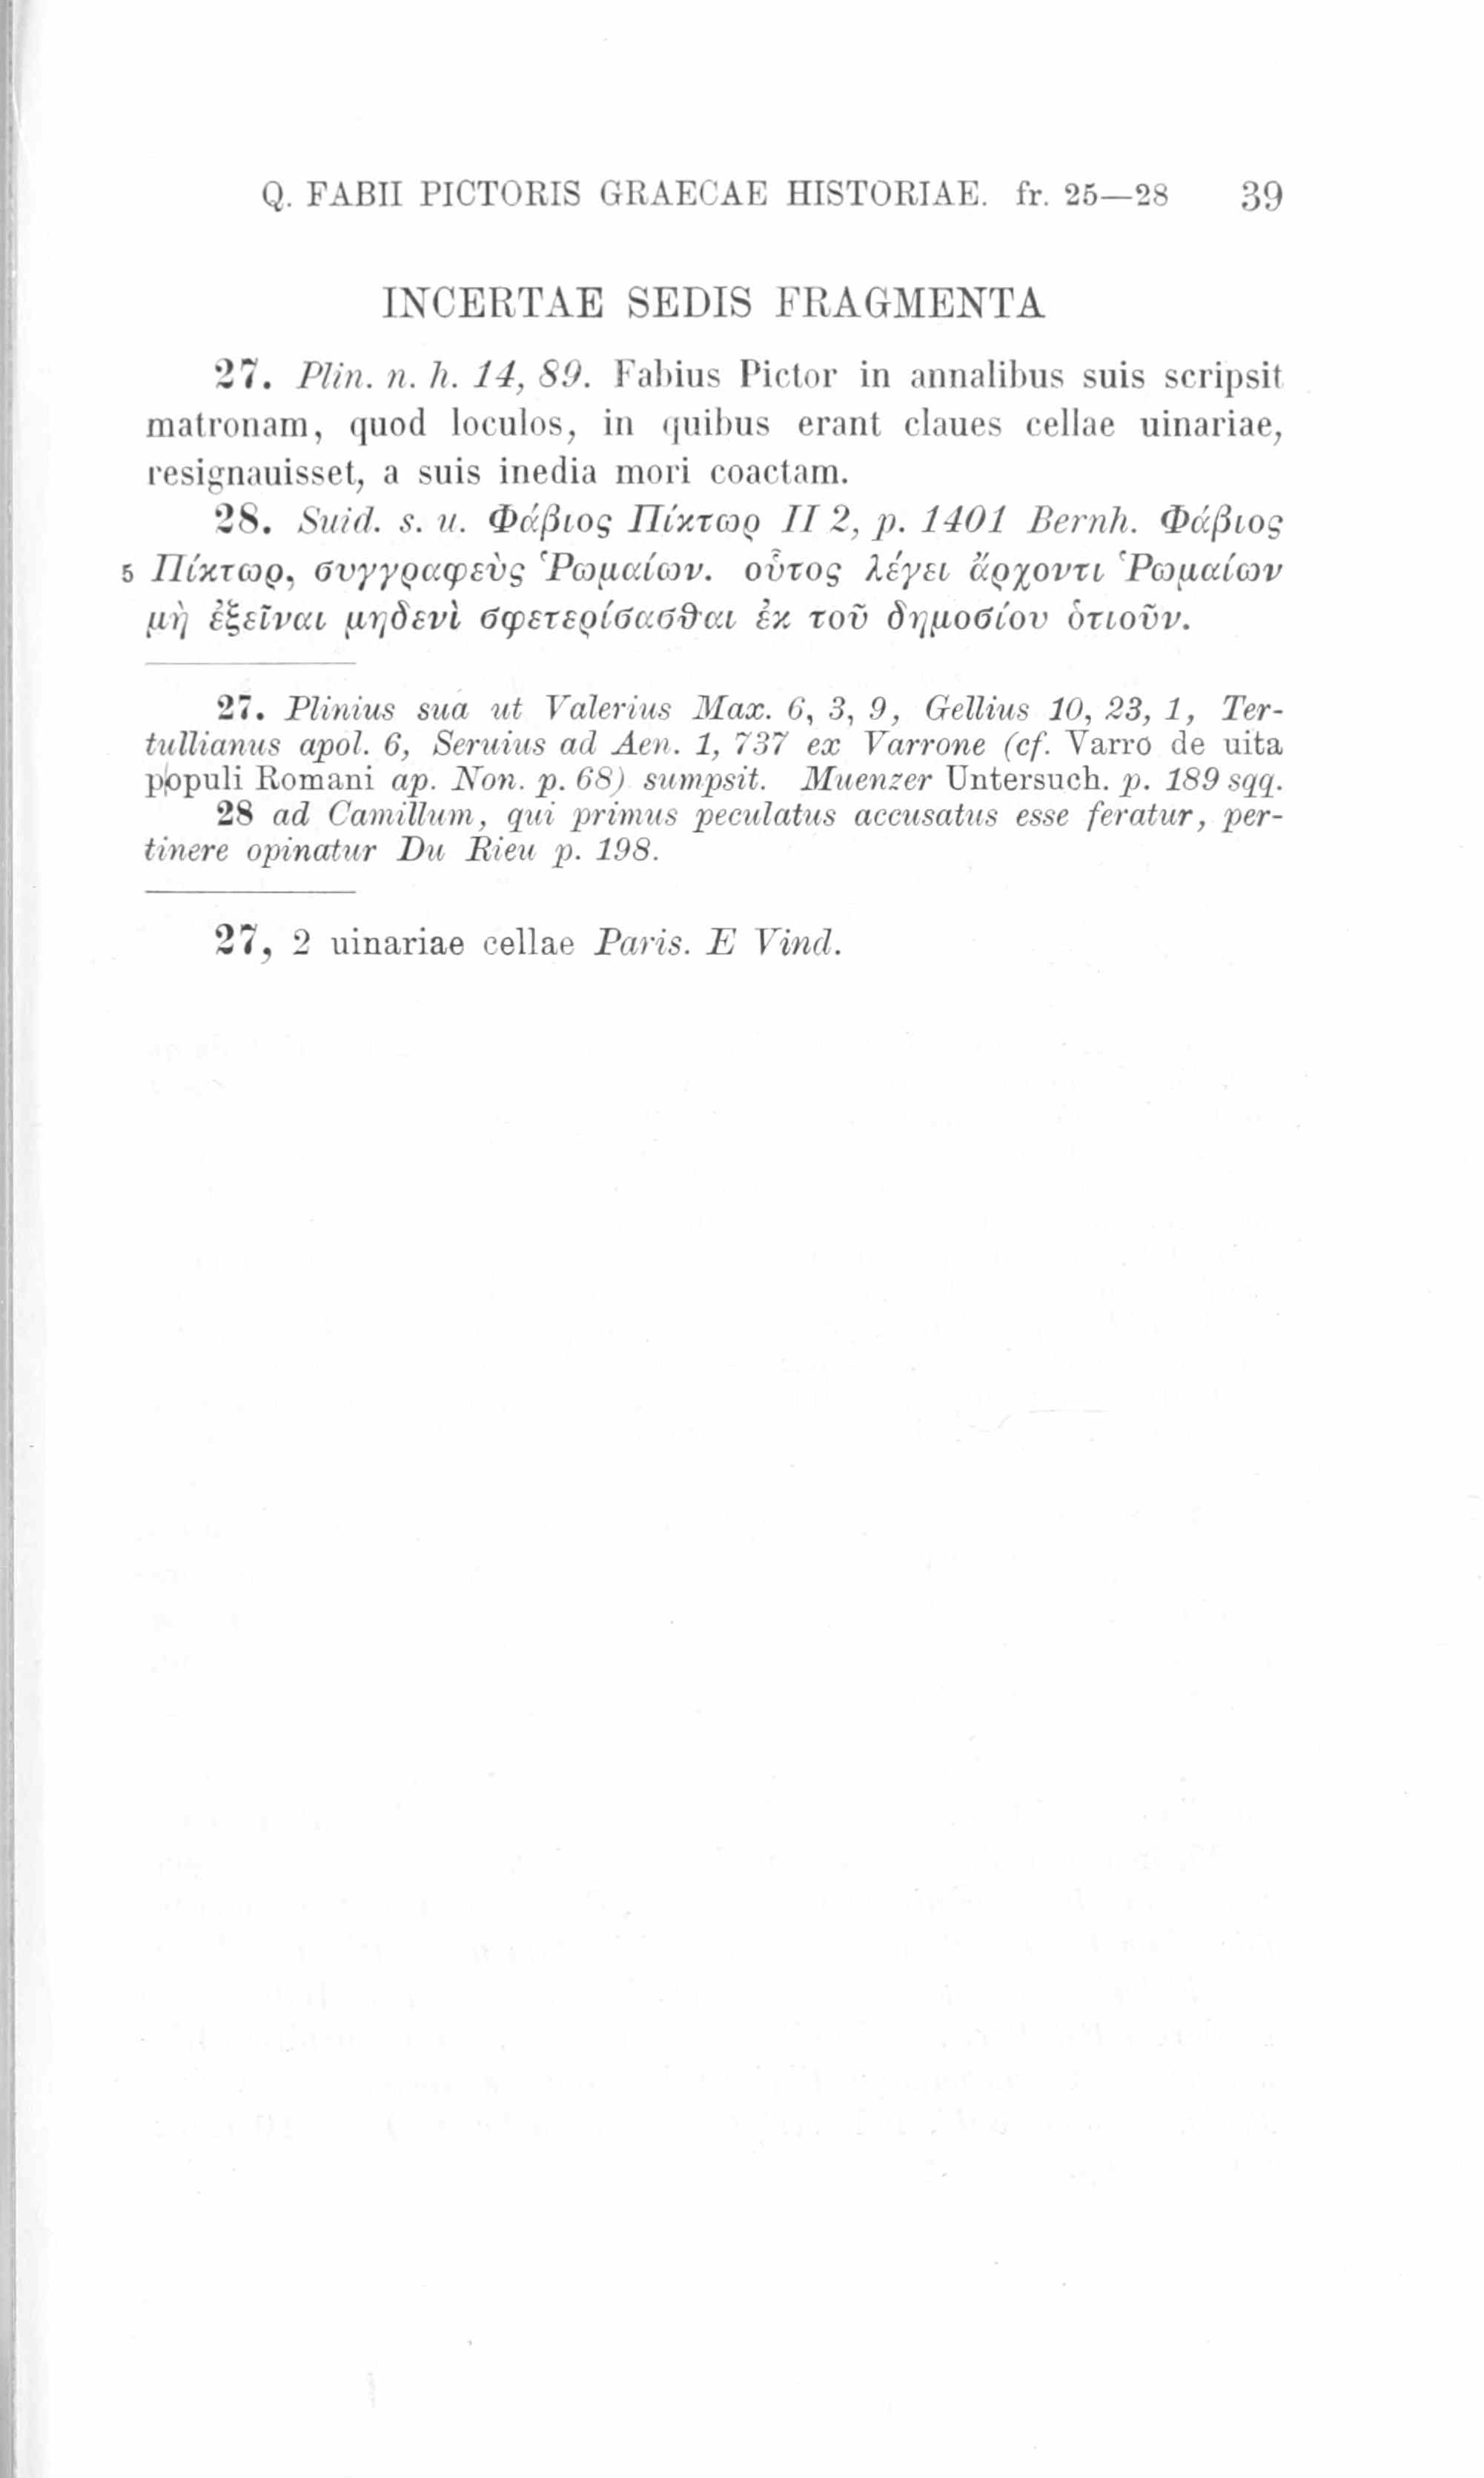 Q. FABII PICTORIS GRAECAE HISTORIAE. fr. 25—28 39
INCERTAE SEDIS FRAGMENTA
27. Plin. n. h. 14, 89. Fabius Pictor in annalibus suis scripsit
matronam, quod loculos, in quibus erant claues cellae uinariae,
resignauisset, a suis inedia mori coactam.
28. Suid. s. u. Φάβιος Πίκτωρ II 2, p. 1401 Bernh. Φάβιος
5 Πίκτωρ, συγγραφεὺς Ῥωμαίων. οὗτος λέγει ἄρχοντι Ῥωμαίων
μὴ ἐξεῖναι μηδενὶ σφετερίσασθαι ἐκ τοῦ δημοσίου ὁτιοῦν.
27. Plinius sua ut Valerius Max. 6, 3, 9, Gellius 10, 23, 1, Ter-
tullianus apol. 6, Seruius ad Aen. 1, 737 ex Varrone (cf. Varro de uita
populi Romani ap. Non. p. 68) sumpsit. Muenzer Untersuch. p. 189 sqq.
28 ad Camillum, qui primus peculatus accusatus esse feratur, per-
tinere opinatur Du Rieu p. 198.
27, 2 uinariae cellae Paris. E Vind.